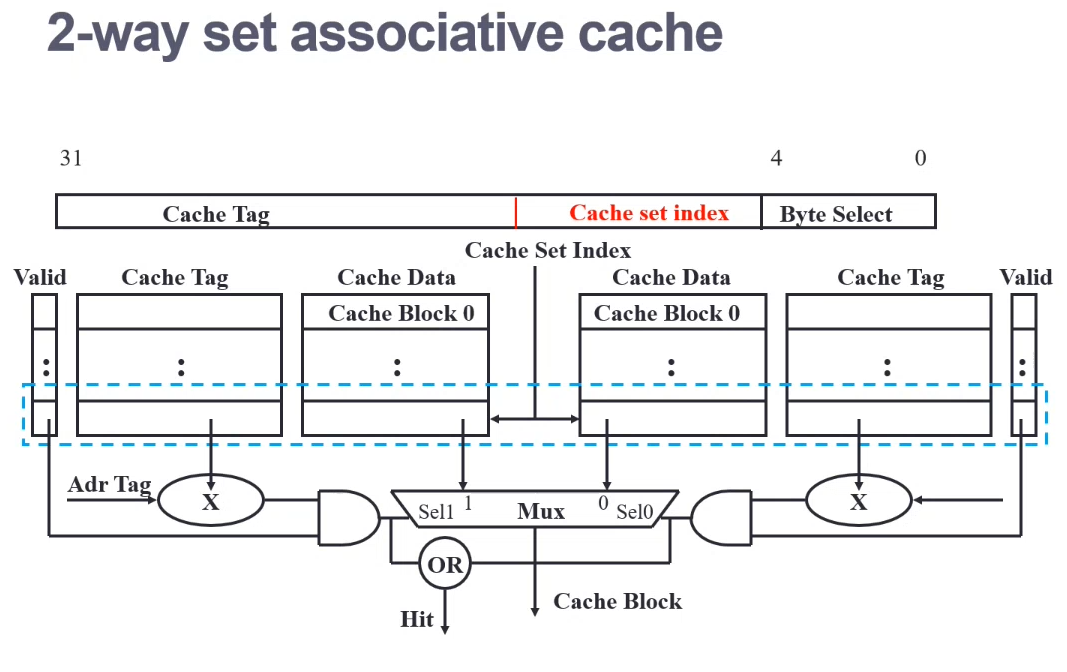 2-way set associative cache
31 4 0
Cache Tag Cache set index Byte Select
Cache Set Index
Valid Cache Tag Cache Data Cache Data Cache Tag Valid
Cache Block 0 Cache Block 0
: : : : : :
Adr Tag
X Sel1 1 Mux 0 Sel0 X
OR
Cache Block
Hit